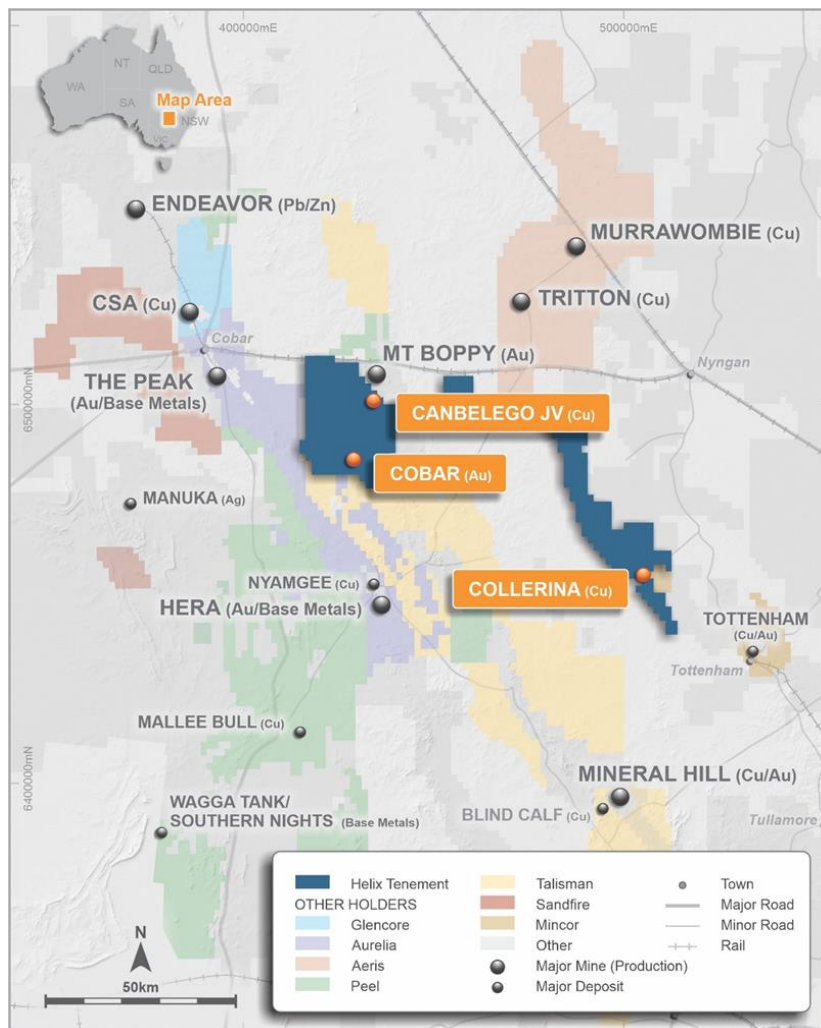 400000mE
500000mE
NT
QLD
WA
SA
NSW
Map Area
ENDEAVOR (Pb/Zn)
MURRAWOMBIE (Cu)
CSA (Cu)
TRITTON (Cu)
Cobar
MT BOPPY (Au)
Nyngan
THE PEAK
(Au/Base Metals)
6500000mN
CANBELEGO JV (Cu)
COBAR (Au)
MANUKA (Ag)
NYAMGEE (Cu)
COLLERINA (Cu)
HERA (Au/Base Metals)
TOTTENHAM
(Cu/Au)
Tottenham
MALLEE BULL (Cu)
6400000mN
MINERAL HILL (Cu/Au)
WAGGA TANK/
SOUTHERN NIGHTS (Base Metals)
BLIND CALF (Cu)
Tullamore
Helix Tenement
OTHER HOLDERS
Glencore
Aurelia
Aeris
Peel
Talisman
Sandfire
Mincor
Other
Major Mine (Production)
Major Deposit
Town
Major Road
Minor Road
Rail
N
50km